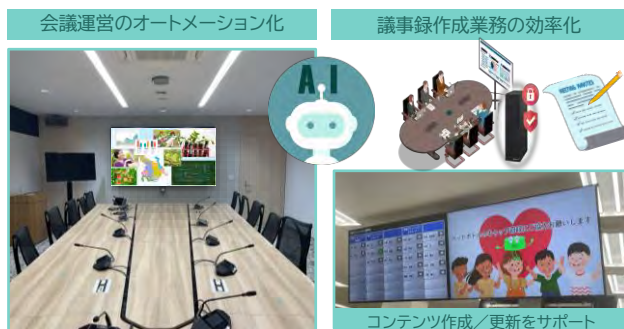 会議運営のオートメーション化
議事録作成業務の効率化
AI
MEETING MINUTES
コンテンツ作成／更新をサポート